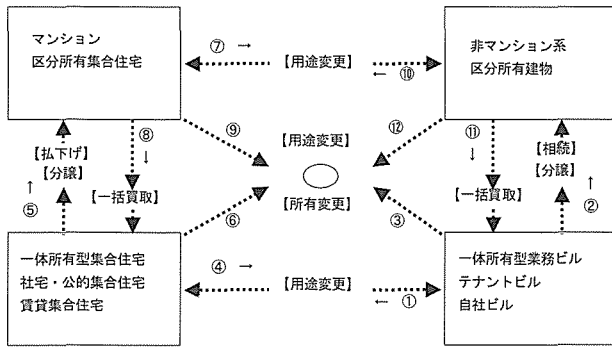 マンション
区分所有集合住宅
⑦ →
【用途変更】
← ⑩
非マンション系
区分所有建物
【払下げ】
【分譲】
↑
⑤
⑧
↓
【一括買取】
⑨
【用途変更】
【所有変更】
⑥
⑫
③
⑪
↓
【一括買取】
【相続】
【分譲】
↑
②
一体所有型集合住宅
社宅・公的集合住宅
賃貸集合住宅
④ →
【用途変更】
← ①
一体所有型業務ビル
テナントビル
自社ビル